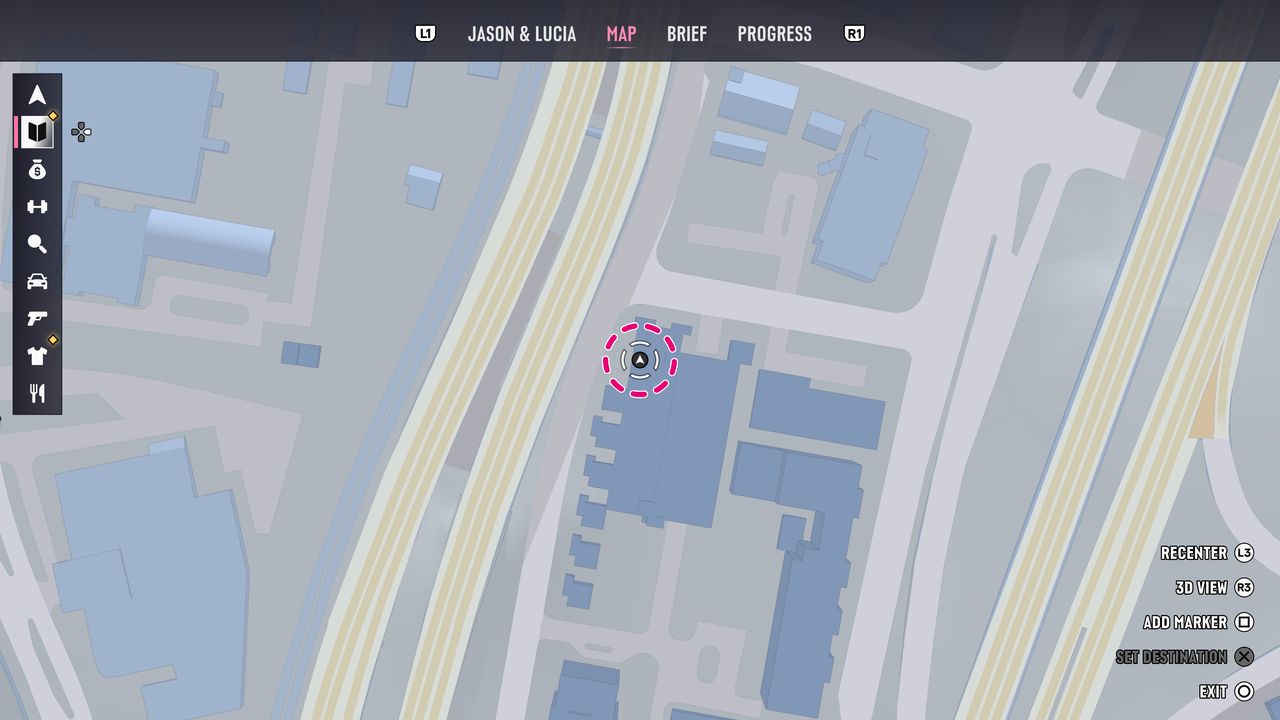 L1 JASON & LUCIA MAP BRIEF PROGRESS R1
$
RECENTER L3
3D VIEW R3
ADD MARKER
SET DESTINATION
EXIT